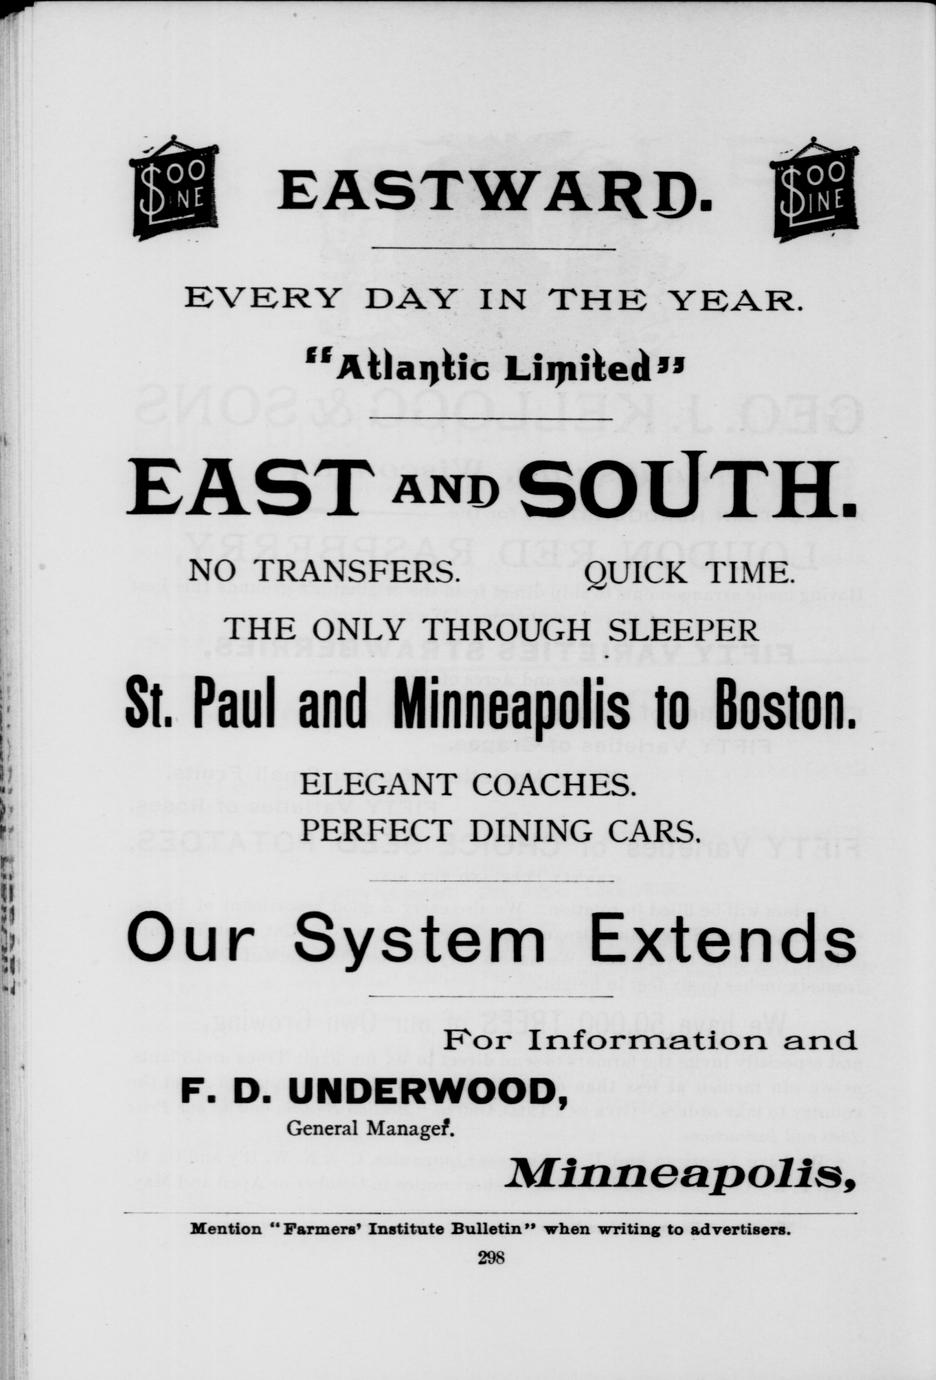 SOO LINE
EASTWARD.
SOO LINE
EVERY DAY IN THE YEAR.
"Atlantic Limited"
EAST AND SOUTH.
NO TRANSFERS. QUICK TIME.
THE ONLY THROUGH SLEEPER
St. Paul and Minneapolis to Boston.
ELEGANT COACHES.
PERFECT DINING CARS.
Our System Extends
For Information and
F. D. UNDERWOOD,
General Manager.
Minneapolis,
Mention "Farmers' Institute Bulletin" when writing to advertisers.
298